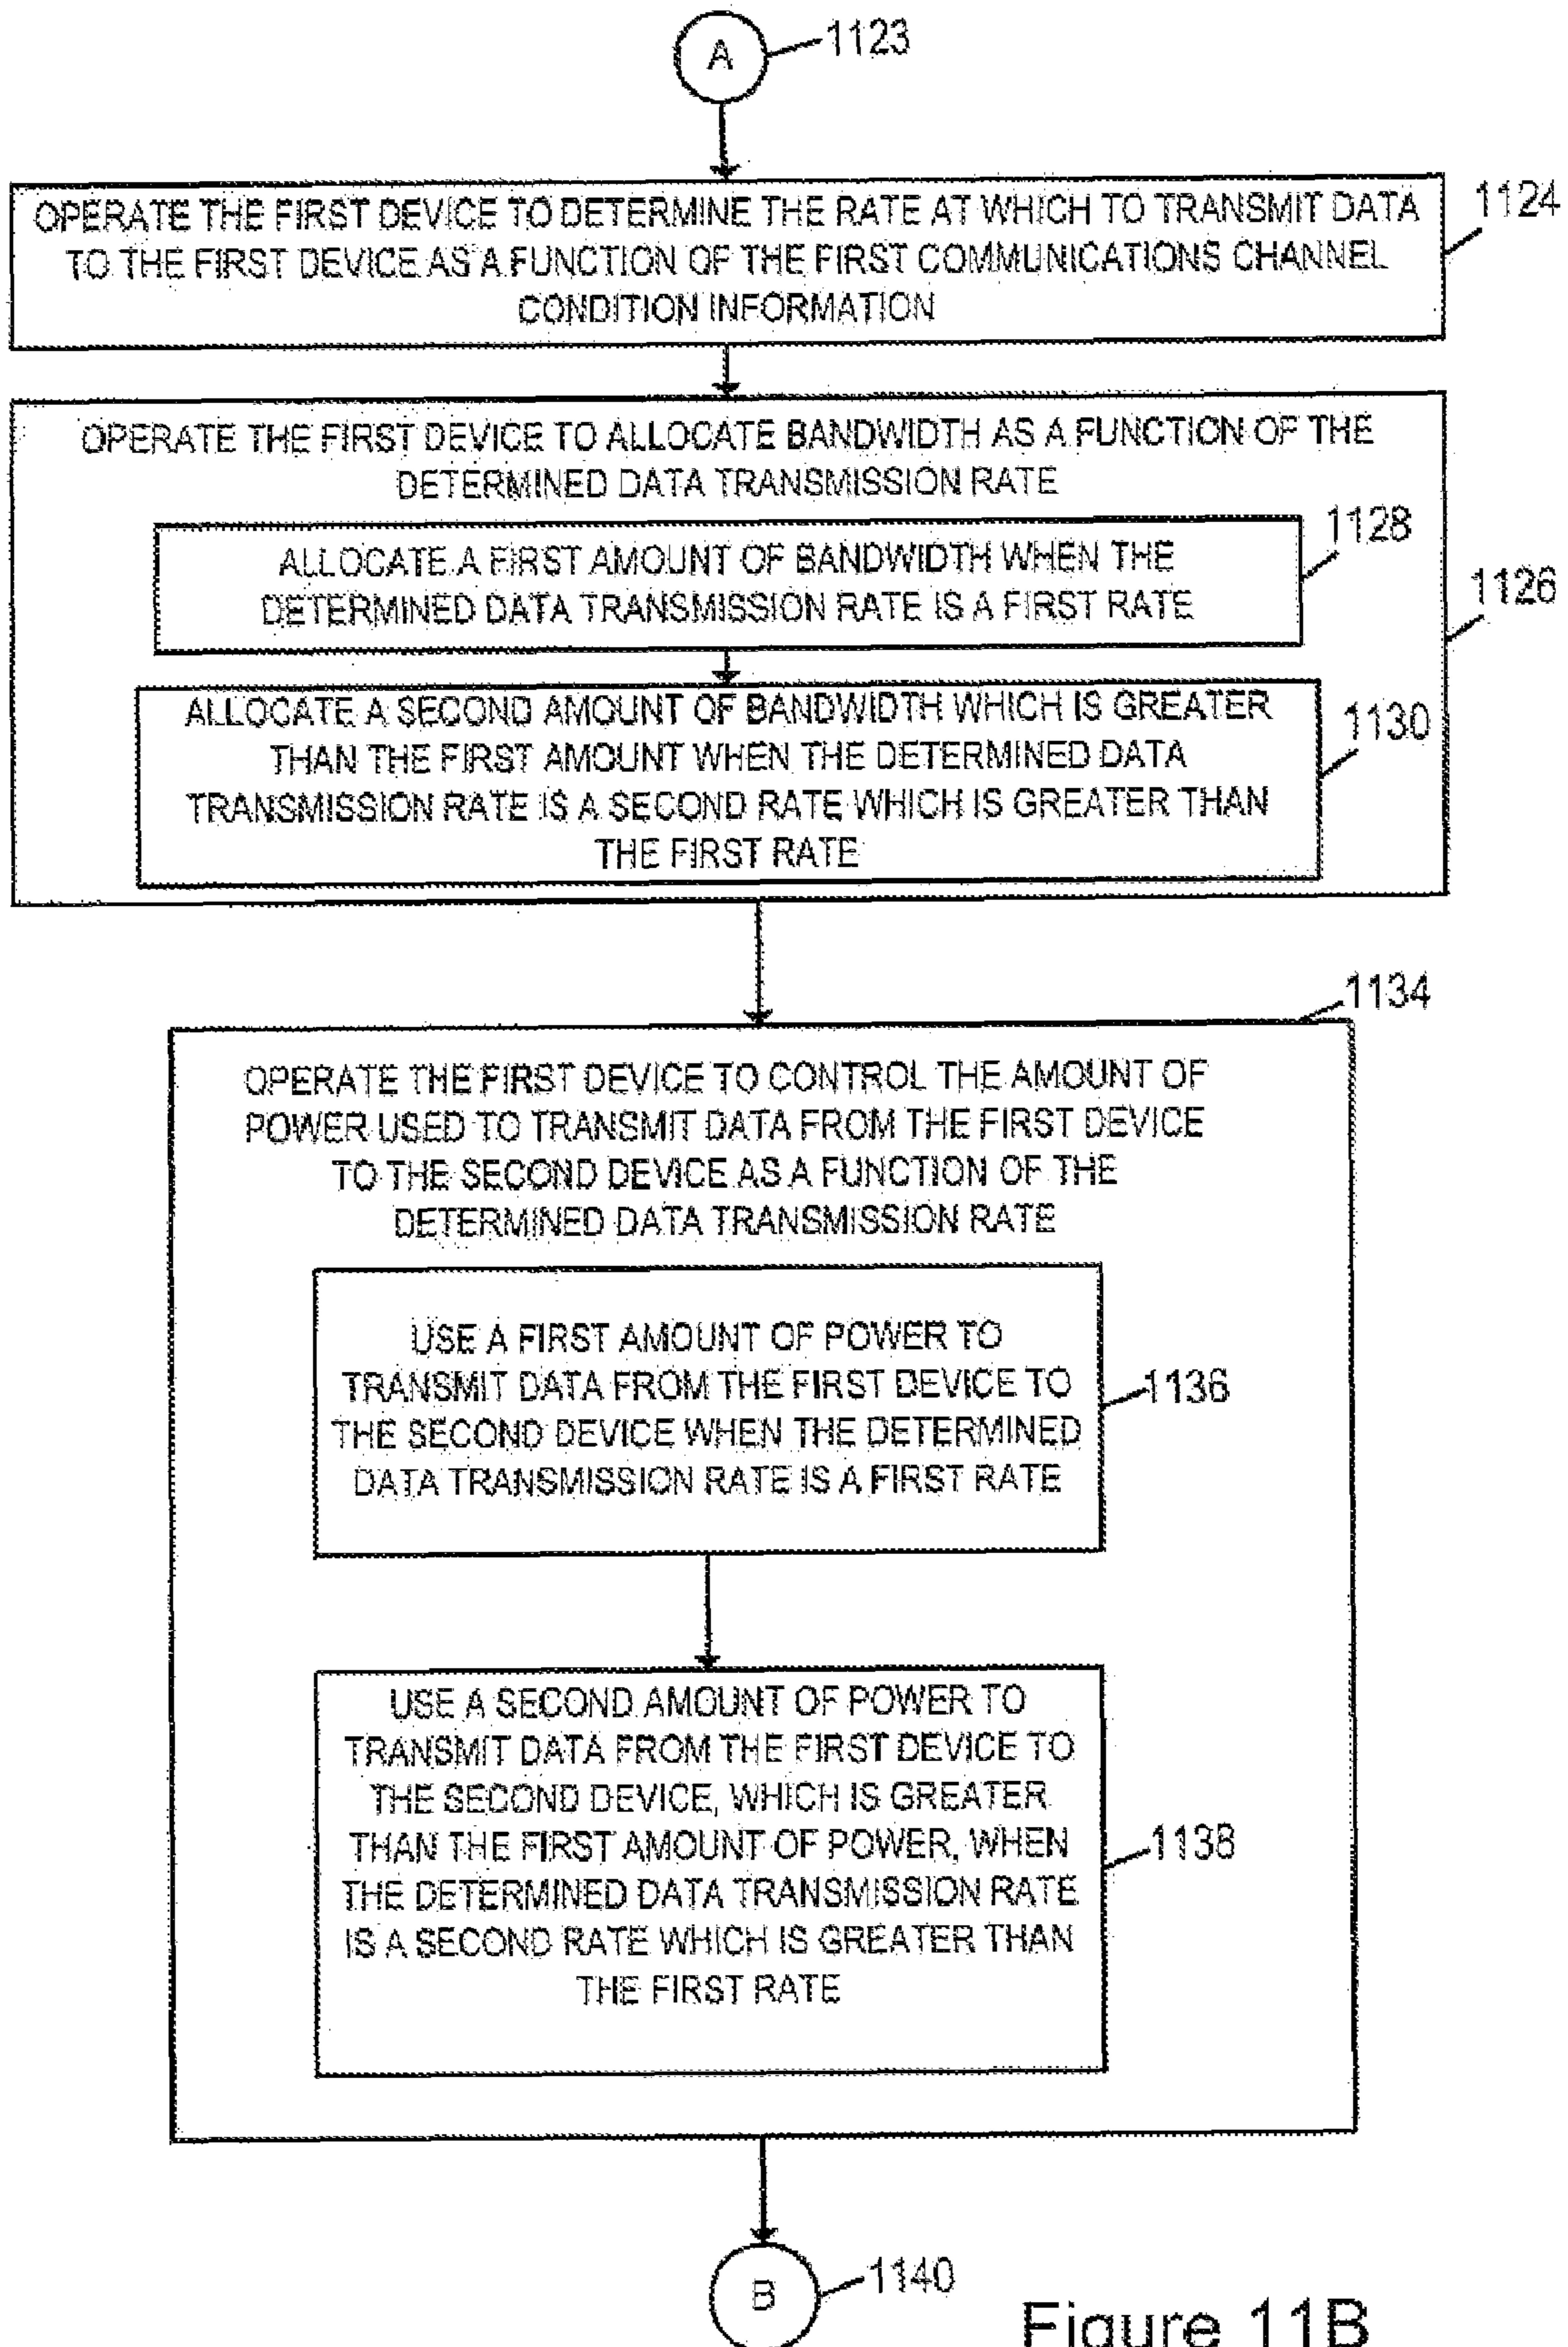 A
1123
OPERATE THE FIRST DEVICE TO DETERMINE THE RATE AT WHICH TO TRANSMIT DATA
TO THE FIRST DEVICE AS A FUNCTION OF THE FIRST COMMUNICATIONS CHANNEL
CONDITION INFORMATION
1124
OPERATE THE FIRST DEVICE TO ALLOCATE BANDWIDTH AS A FUNCTION OF THE
DETERMINED DATA TRANSMISSION RATE
1126
ALLOCATE A FIRST AMOUNT OF BANDWIDTH WHEN THE
DETERMINED DATA TRANSMISSION RATE IS A FIRST RATE
1128
ALLOCATE A SECOND AMOUNT OF BANDWIDTH WHICH IS GREATER
THAN THE FIRST AMOUNT WHEN THE DETERMINED DATA
TRANSMISSION RATE IS A SECOND RATE WHICH IS GREATER THAN
THE FIRST RATE
1130
1134
OPERATE THE FIRST DEVICE TO CONTROL THE AMOUNT OF
POWER USED TO TRANSMIT DATA FROM THE FIRST DEVICE
TO THE SECOND DEVICE AS A FUNCTION OF THE
DETERMINED DATA TRANSMISSION RATE
USE A FIRST AMOUNT OF POWER TO
TRANSMIT DATA FROM THE FIRST DEVICE TO
THE SECOND DEVICE WHEN THE DETERMINED
DATA TRANSMISSION RATE IS A FIRST RATE
1136
USE A SECOND AMOUNT OF POWER TO
TRANSMIT DATA FROM THE FIRST DEVICE TO
THE SECOND DEVICE, WHICH IS GREATER
THAN THE FIRST AMOUNT OF POWER, WHEN
THE DETERMINED DATA TRANSMISSION RATE
IS A SECOND RATE WHICH IS GREATER THAN
THE FIRST RATE
1138
B
1140
Figure 11B